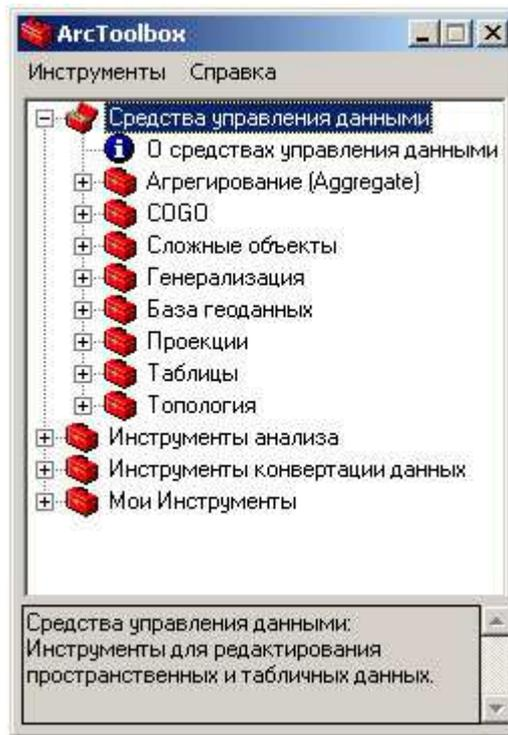 ArcToolbox
Инструменты Справка
Средства управления данными
О средствах управления данными
Агрегирование (Aggregate)
COGO
Сложные объекты
Генерализация
База геоданных
Проекции
Таблицы
Топология
Инструменты анализа
Инструменты конвертации данных
Мои Инструменты
Средства управления данными:
Инструменты для редактирования
пространственных и табличных данных.